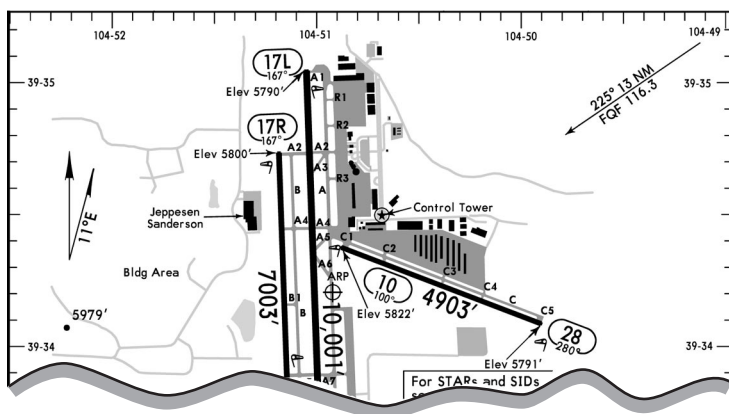 104-52
104-51
104-50
104-49
17L
167°
Elev 5790'
A1
39-35
39-35
225° 13 NM
FQF 116.3
R1
17R
167°
R2
Elev 5800'
A2
A2
A3
R3
B
A
Jeppesen
Sanderson
Control Tower
11°E
A4
A4
A5
C1
C2
Bldg Area
A6
C3
ARP
10
100°
4903'
C4
C
7003'
B1
B
10,001'
C5
Elev 5822'
28
280°
5979'
39-34
39-34
Elev 5791'
A7
For STARs and SIDs